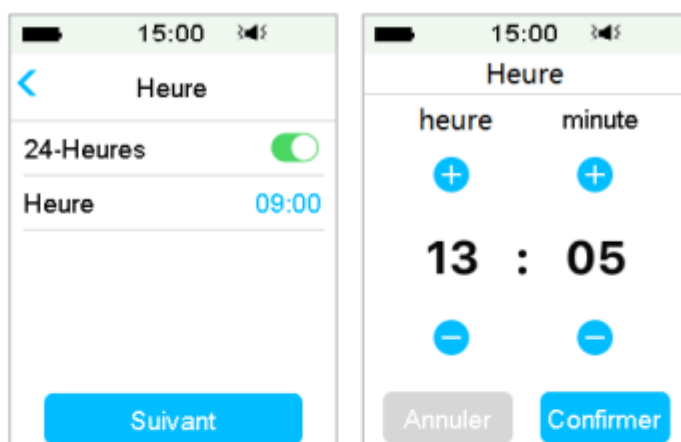 15:00
Heure
24-Heures
Heure 09:00
Suivant
15:00
Heure
heure minute
13 : 05
Annuler Confirmer